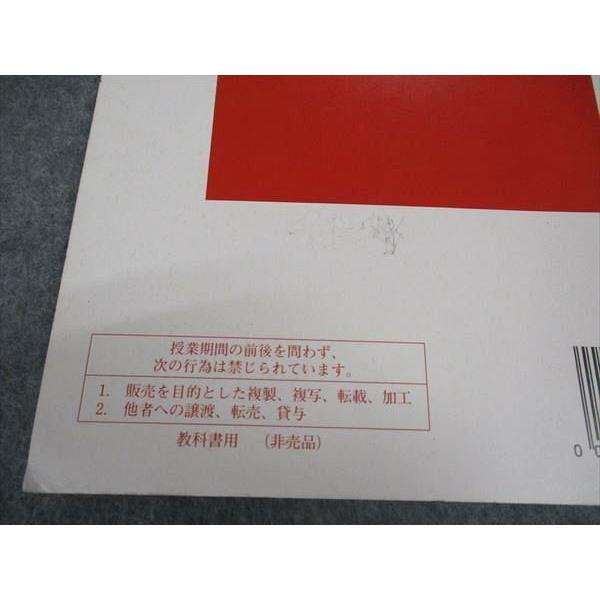 授業期間の前後を問わず、
次の行為は禁じられています。
1. 販売を目的とした複製、複写、転載、加工
2. 他者への譲渡、転売、貸与
教科書用 (非売品)